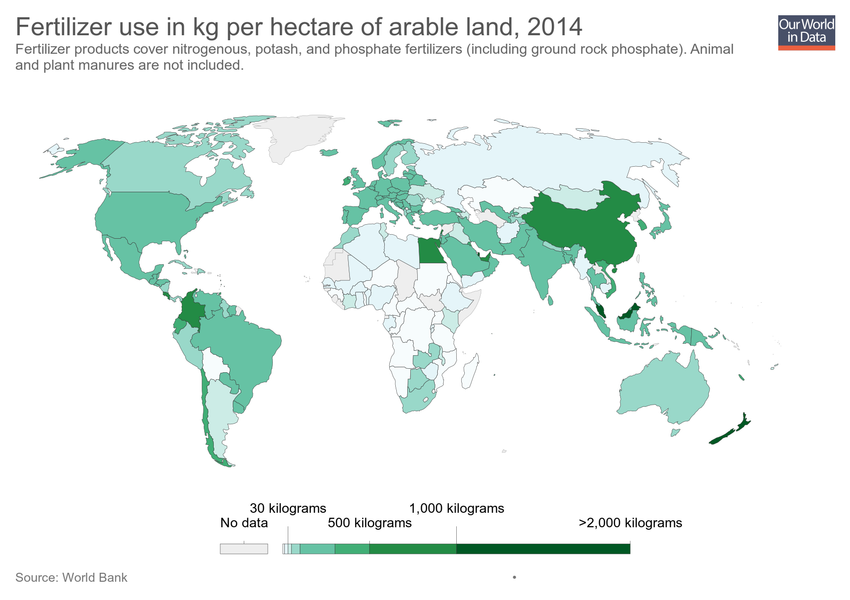 Fertilizer use in kg per hectare of arable land, 2014
Fertilizer products cover nitrogenous, potash, and phosphate fertilizers (including ground rock phosphate). Animal
and plant manures are not included.
Our World
in Data
30 kilograms
1,000 kilograms
No data
500 kilograms
>2,000 kilograms
Source: World Bank